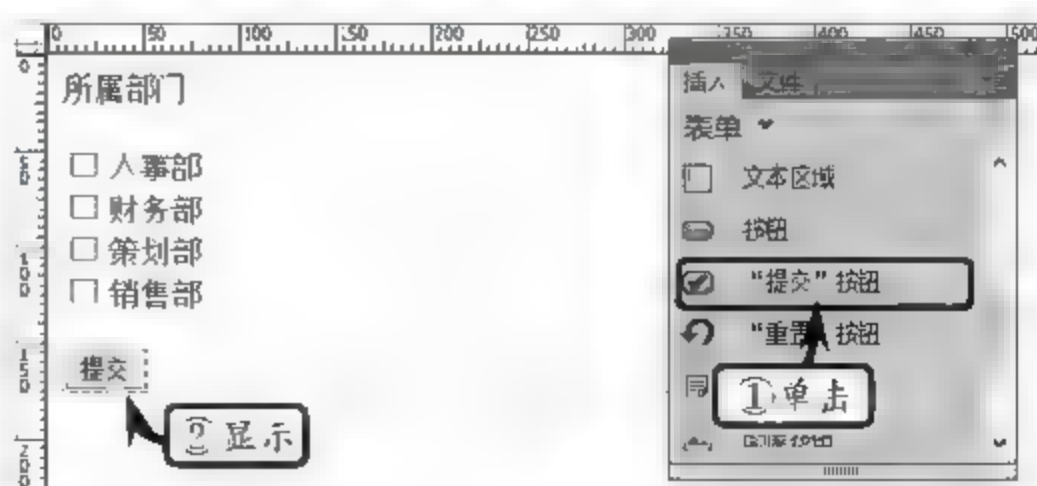 0 50 100 150 200 250 300 350 400 450 500
所属部门
人事部
财务部
策划部
销售部
提交
② 显示
插入 文件
表单
文本区域
按钮
“提交” 按钮
“重置” 按钮
① 单击